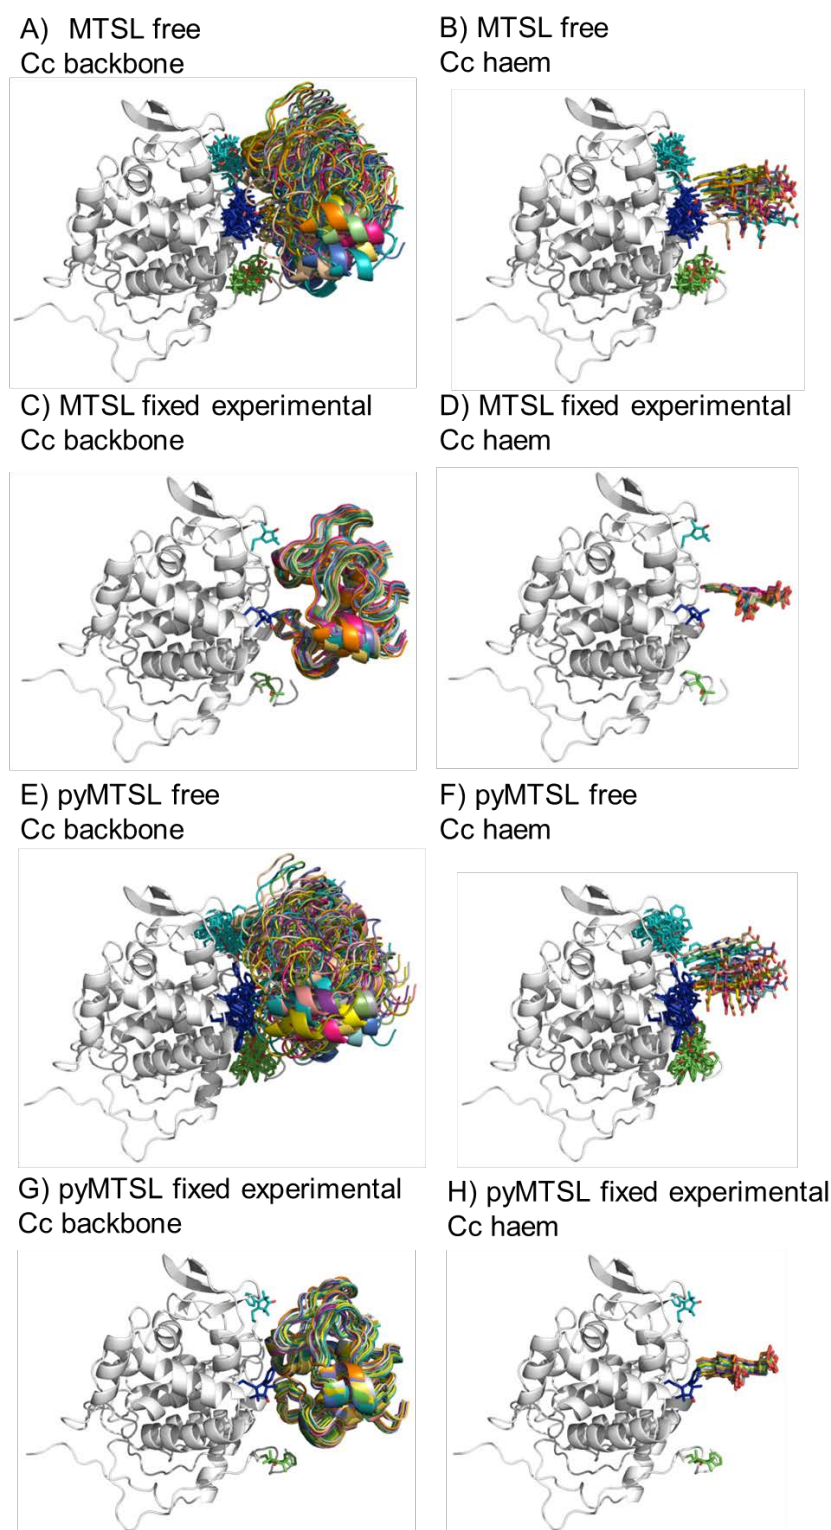 A) MTSL free
Cc backbone
B) MTSL free
Cc haem
C) MTSL fixed experimental
Cc backbone
D) MTSL fixed experimental
Cc haem
E) pyMTSL free
Cc backbone
F) pyMTSL free
Cc haem
G) pyMTSL fixed experimental
Cc backbone
H) pyMTSL fixed experimental
Cc haem